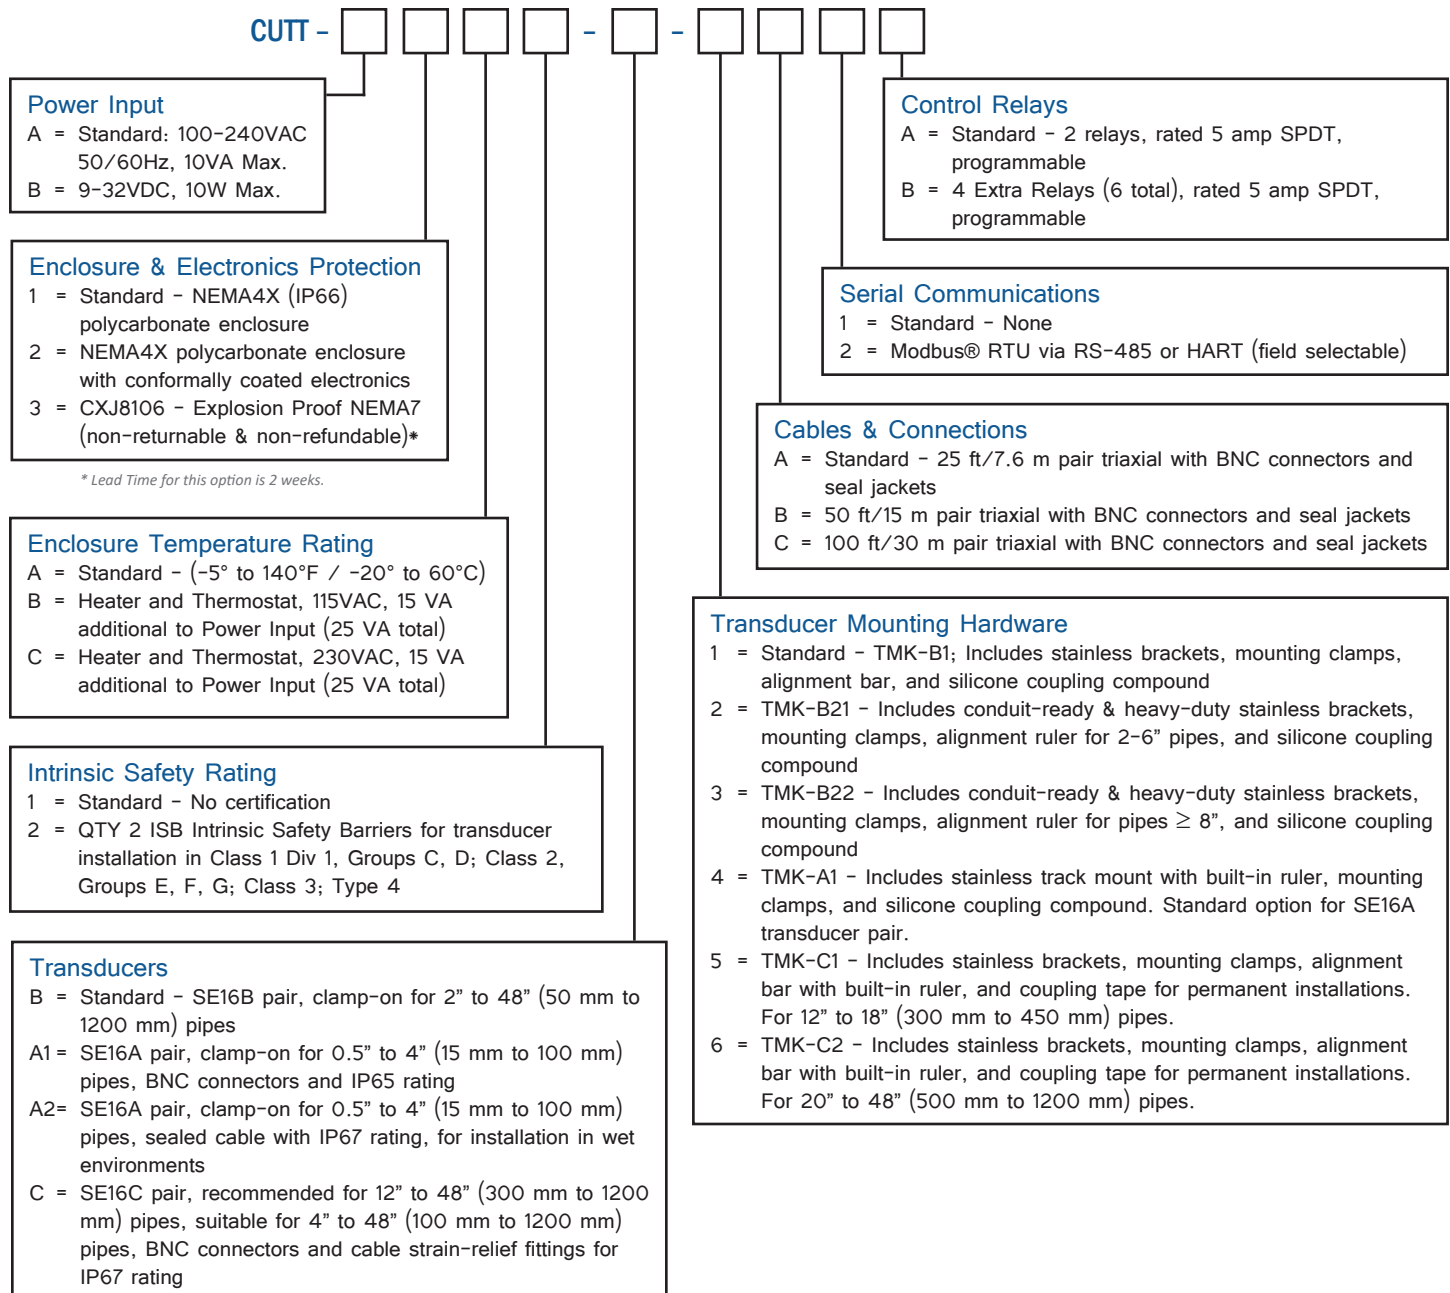 CUTT - - -
Power Input
A = Standard: 100-240VAC
50/60Hz, 10VA Max.
B = 9-32VDC, 10W Max.
Enclosure & Electronics Protection
1 = Standard - NEMA4X (IP66)
polycarbonate enclosure
2 = NEMA4X polycarbonate enclosure
with conformally coated electronics
3 = CXJ8106 - Explosion Proof NEMA7
(non-returnable & non-refundable)*
* Lead Time for this option is 2 weeks.
Enclosure Temperature Rating
A = Standard - (-5° to 140°F / -20° to 60°C)
B = Heater and Thermostat, 115VAC, 15 VA
additional to Power Input (25 VA total)
C = Heater and Thermostat, 230VAC, 15 VA
additional to Power Input (25 VA total)
Intrinsic Safety Rating
1 = Standard - No certification
2 = QTY 2 ISB Intrinsic Safety Barriers for transducer
installation in Class 1 Div 1, Groups C, D; Class 2,
Groups E, F, G; Class 3; Type 4
Transducers
B = Standard - SE16B pair, clamp-on for 2" to 48" (50 mm to
1200 mm) pipes
A1 = SE16A pair, clamp-on for 0.5" to 4" (15 mm to 100 mm)
pipes, BNC connectors and IP65 rating
A2= SE16A pair, clamp-on for 0.5" to 4" (15 mm to 100 mm)
pipes, sealed cable with IP67 rating, for installation in wet
environments
C = SE16C pair, recommended for 12" to 48" (300 mm to 1200
mm) pipes, suitable for 4" to 48" (100 mm to 1200 mm)
pipes, BNC connectors and cable strain-relief fittings for
IP67 rating
Control Relays
A = Standard - 2 relays, rated 5 amp SPDT,
programmable
B = 4 Extra Relays (6 total), rated 5 amp SPDT,
programmable
Serial Communications
1 = Standard - None
2 = Modbus® RTU via RS-485 or HART (field selectable)
Cables & Connections
A = Standard - 25 ft/7.6 m pair triaxial with BNC connectors and
seal jackets
B = 50 ft/15 m pair triaxial with BNC connectors and seal jackets
C = 100 ft/30 m pair triaxial with BNC connectors and seal jackets
Transducer Mounting Hardware
1 = Standard - TMK-B1; Includes stainless brackets, mounting clamps,
alignment bar, and silicone coupling compound
2 = TMK-B21 - Includes conduit-ready & heavy-duty stainless brackets,
mounting clamps, alignment ruler for 2-6" pipes, and silicone coupling
compound
3 = TMK-B22 - Includes conduit-ready & heavy-duty stainless brackets,
mounting clamps, alignment ruler for pipes ≥ 8", and silicone coupling
compound
4 = TMK-A1 - Includes stainless track mount with built-in ruler, mounting
clamps, and silicone coupling compound. Standard option for SE16A
transducer pair.
5 = TMK-C1 - Includes stainless brackets, mounting clamps, alignment
bar with built-in ruler, and coupling tape for permanent installations.
For 12" to 18" (300 mm to 450 mm) pipes.
6 = TMK-C2 - Includes stainless brackets, mounting clamps, alignment
bar with built-in ruler, and coupling tape for permanent installations.
For 20" to 48" (500 mm to 1200 mm) pipes.